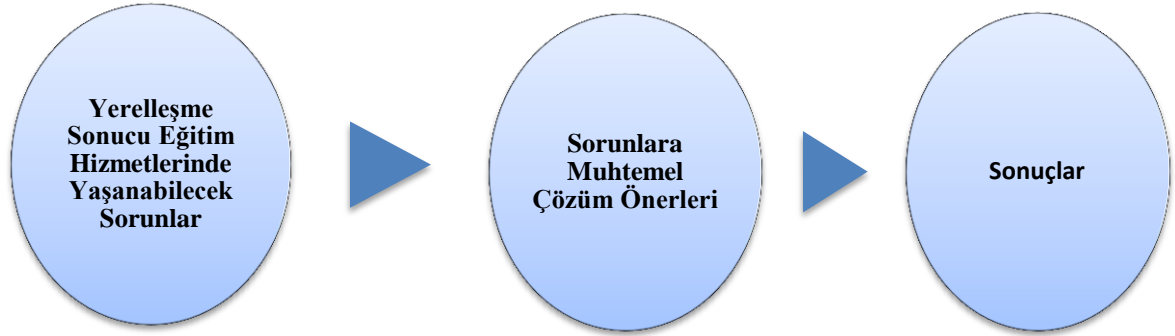 Yerelleşme
Sonucu Eğitim
Hizmetlerinde
Yaşanabilecek
Sorunlar
Sorunlara
Muhtemel
Çözüm Önerleri
Sonuçlar